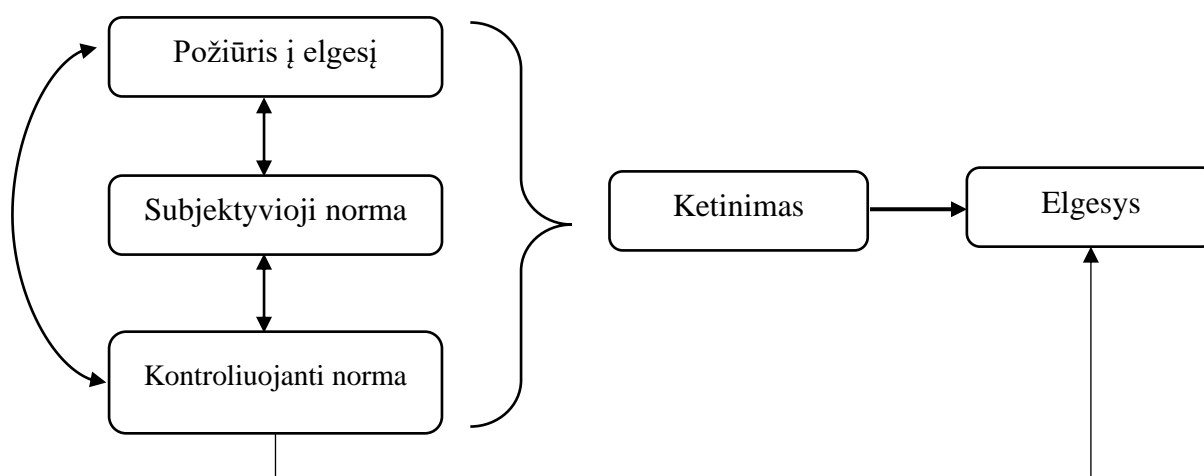 Požiūris į elgesį
Subjektyvioji norma
Ketinimas
Elgesys
Kontroliuojanti norma